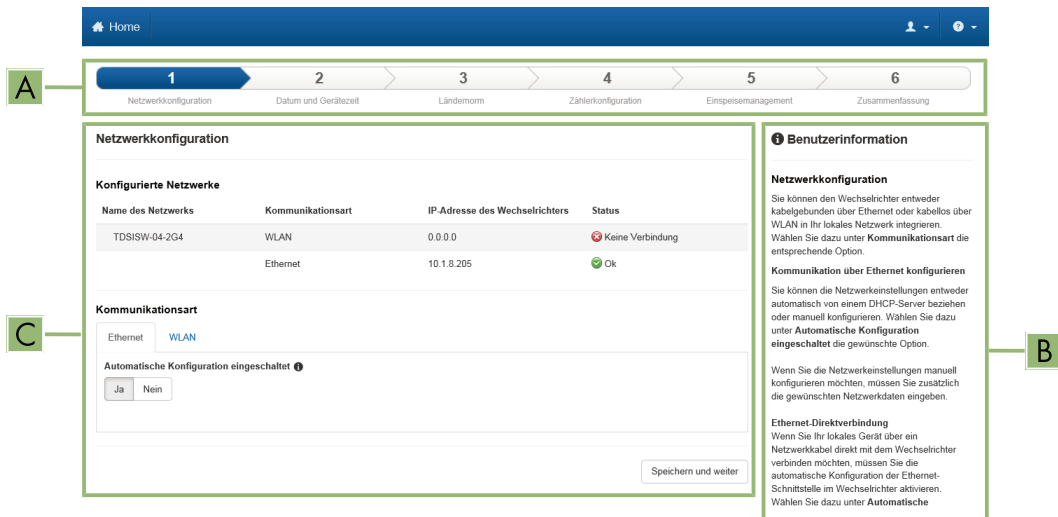 Home
A
1 2 3 4 5 6
Netzwerkkonfiguration Datum und Gerätezeit Ländernorm Zählerkonfiguration Einspeisemanagement Zusammenfassung
C
Netzwerkkonfiguration
Konfigurierte Netzwerke
Name des Netzwerks Kommunikationsart IP-Adresse des Wechselrichters Status
TDSISW-04-2G4 WLAN 0.0.0.0 Keine Verbindung
Ethernet 10.1.8.205 Ok
Kommunikationsart
Ethernet WLAN
Automatische Konfiguration eingeschaltet
Ja Nein
Speichern und weiter
B
Benutzerinformation
Netzwerkkonfiguration
Sie können den Wechselrichter entweder
kabelgebunden über Ethernet oder kabellos über
WLAN in Ihr lokales Netzwerk integrieren.
Wählen Sie dazu unter Kommunikationsart die
entsprechende Option.
Kommunikation über Ethernet konfigurieren
Sie können die Netzwerkeinstellungen entweder
automatisch von einem DHCP-Server beziehen
oder manuell konfigurieren. Wählen Sie dazu
unter Automatische Konfiguration
eingeschaltet die gewünschte Option.
Wenn Sie die Netzwerkeinstellungen manuell
konfigurieren möchten, müssen Sie zusätzlich
die gewünschten Netzwerkdaten eingeben.
Ethernet-Direktverbindung
Wenn Sie Ihr lokales Gerät über ein
Netzwerkkabel direkt mit dem Wechselrichter
verbinden möchten, müssen Sie die
automatische Konfiguration der Ethernet-
Schnittstelle im Wechselrichter aktivieren.
Wählen Sie dazu unter Automatische